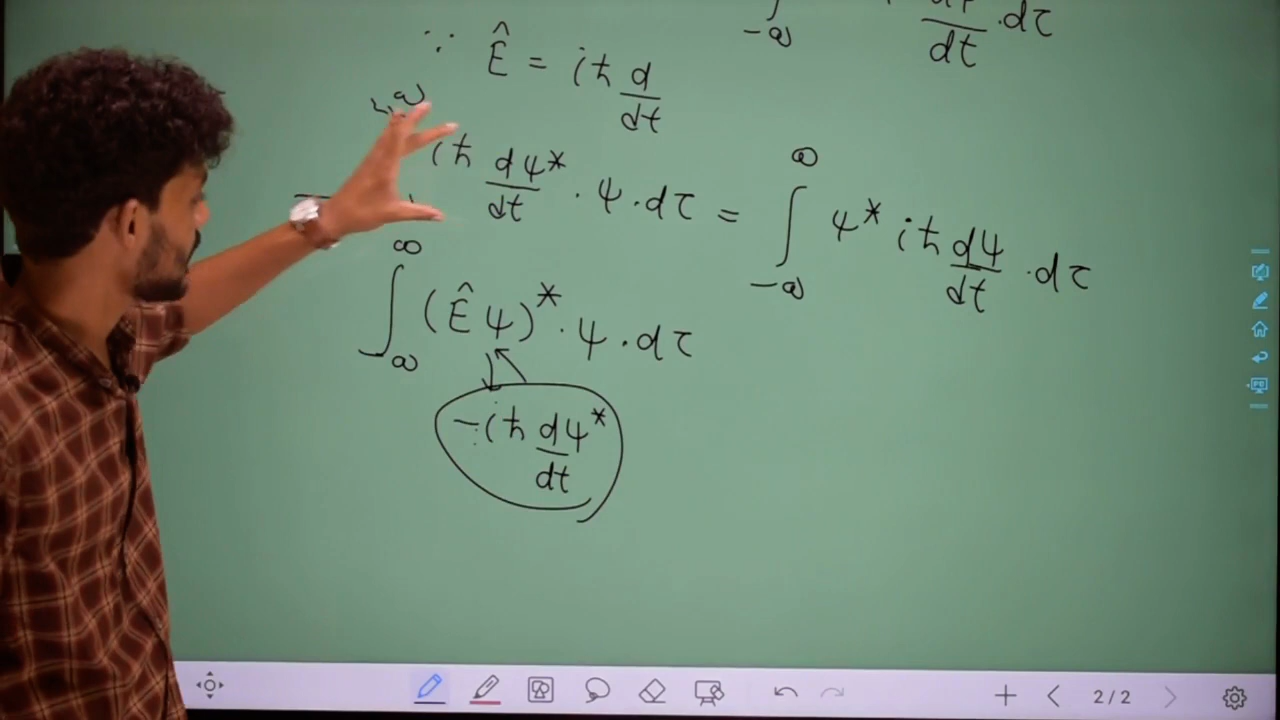 ∫ -∞ dψ/dt . dτ
∵ Ê = iħ d/dt
∞ iħ dψ*/dt . ψ . dτ = ∫ -∞ ∞ ψ* iħ dψ/dt . dτ
∫ ∞ ∞ (Êψ)* . ψ . dτ
-iħ dψ*/dt
2/2